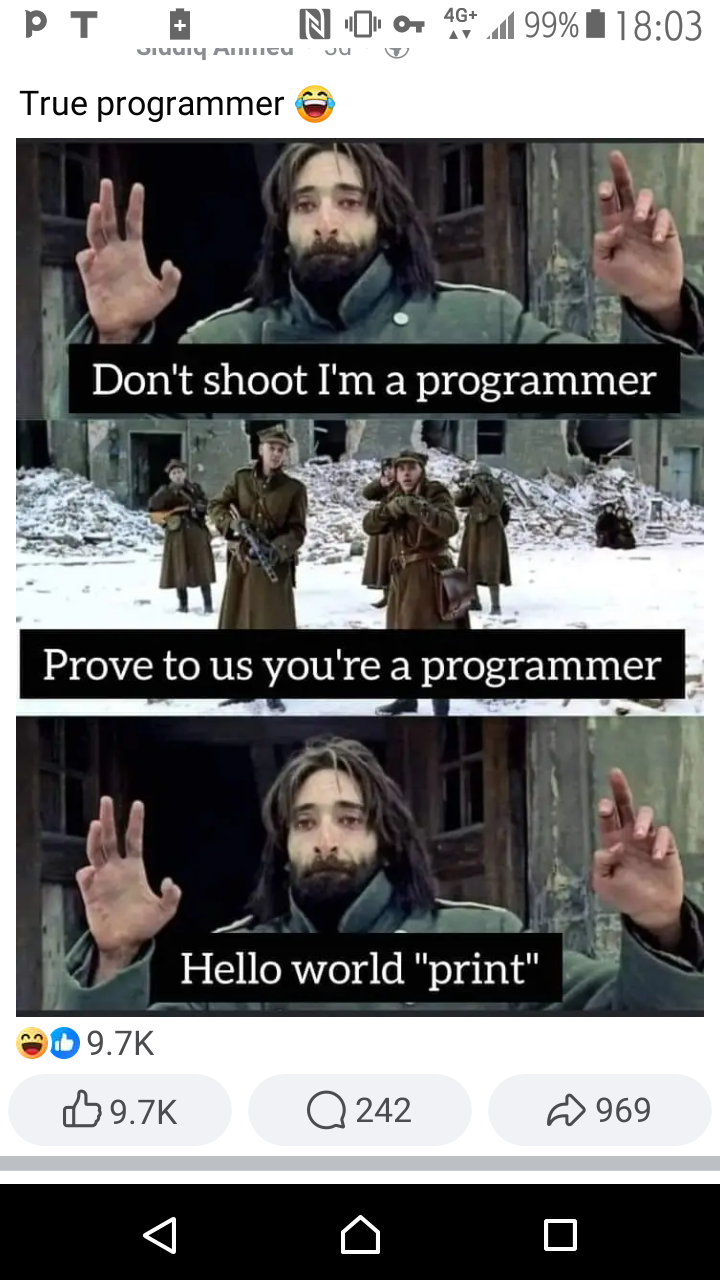 4G+ 99% 18:03
True programmer 😂
Don't shoot I'm a programmer
Prove to us you're a programmer
Hello world "print"
9.7K
9.7K 242 969